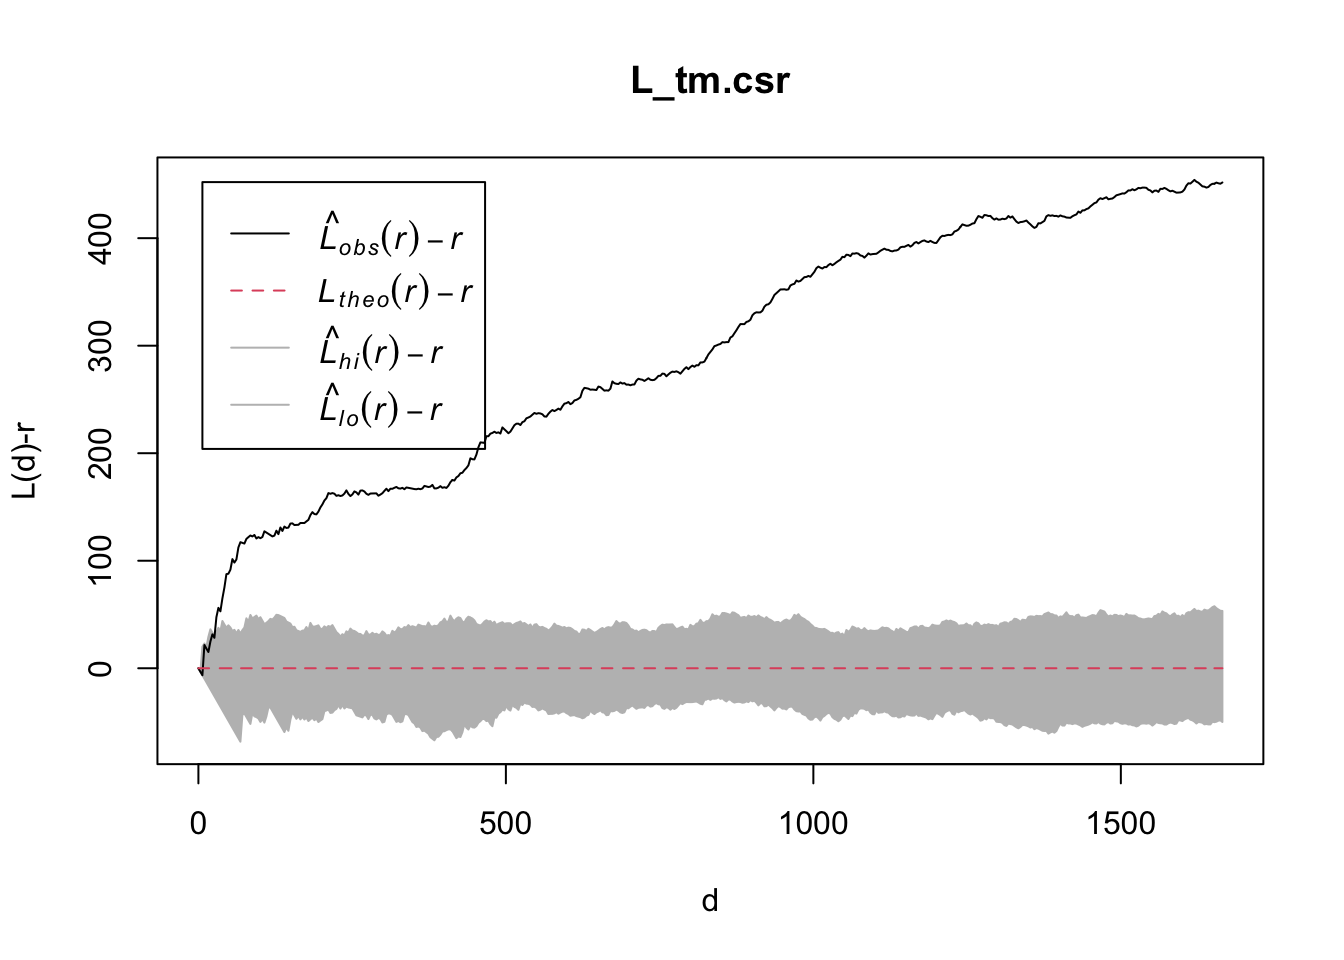 L_tm.csr
L̂obs(r) − r
Ltheo(r) − r
L̂hi(r) − r
L̂lo(r) − r
L(d)-r
400
300
200
100
0
0 500 1000 1500
d